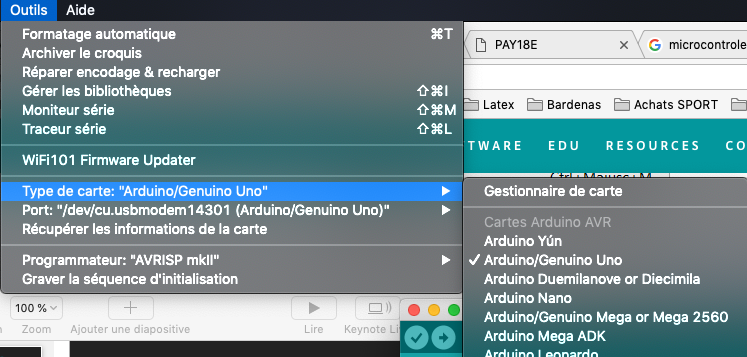 Outils Aide
Formatage automatique ⌘T
Archiver le croquis
Réparer encodage & recharger
Gérer les bibliothèques ⇧⌘I
Moniteur série ⇧⌘M
Traceur série ⇧⌘L
WiFi101 Firmware Updater
Type de carte: "Arduino/Genuino Uno"
Port: "/dev/cu.usbmodem14301 (Arduino/Genuino Uno)"
Récupérer les informations de la carte
Programmateur: "AVRISP mkII"
Graver la séquence d'initialisation
PAY18E
microcontrole
Latex Bardenas Achats SPORT
TWARE EDU RESOURCES CO
Gestionnaire de carte
Cartes Arduino AVR
Arduino Yún
✓ Arduino/Genuino Uno
Arduino Duemilanove or Diecimila
Arduino Nano
Arduino/Genuino Mega or Mega 2560
Arduino Mega ADK
Arduino Leonardo
100 %
Zoom Ajouter une diapositive Lire Keynote Li